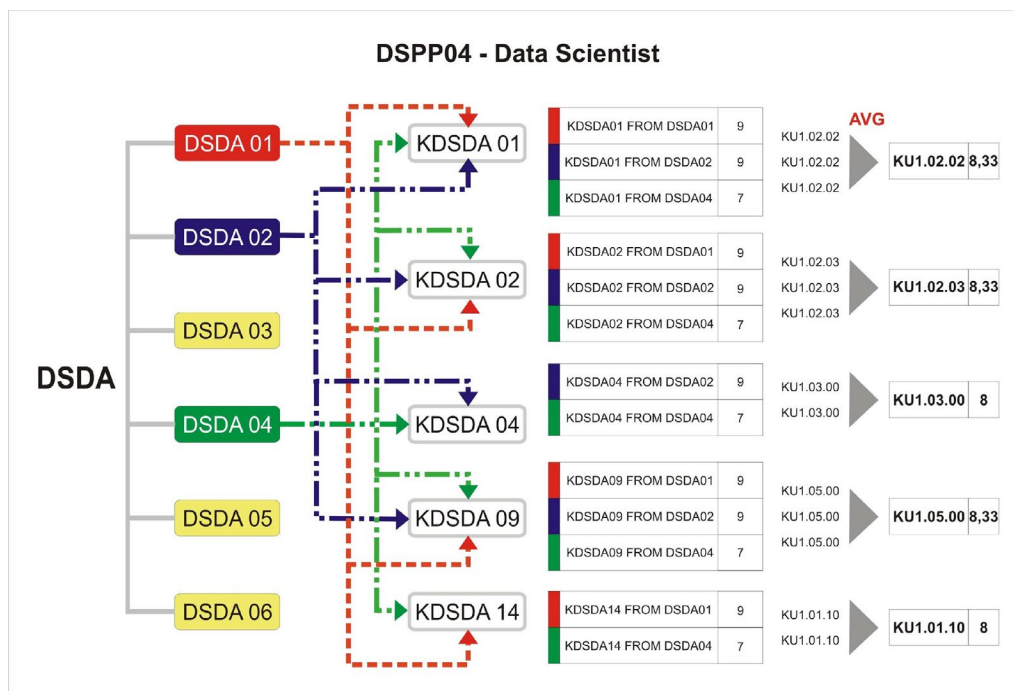 DSPP04 - Data Scientist
DSDA
DSDA 01
DSDA 02
DSDA 03
DSDA 04
DSDA 05
DSDA 06
KDSDA 01
KDSDA 02
KDSDA 04
KDSDA 09
KDSDA 14
KDSDA01 FROM DSDA01 9
KDSDA01 FROM DSDA02 9
KDSDA01 FROM DSDA04 7
KU1.02.02
KU1.02.02
KU1.02.02
AVG
KU1.02.02 8,33
KDSDA02 FROM DSDA01 9
KDSDA02 FROM DSDA02 9
KDSDA02 FROM DSDA04 7
KU1.02.03
KU1.02.03
KU1.02.03
KU1.02.03 8,33
KDSDA04 FROM DSDA02 9
KDSDA04 FROM DSDA04 7
KU1.03.00
KU1.03.00
KU1.03.00 8
KDSDA09 FROM DSDA01 9
KDSDA09 FROM DSDA02 9
KDSDA09 FROM DSDA04 7
KU1.05.00
KU1.05.00
KU1.05.00
KU1.05.00 8,33
KDSDA14 FROM DSDA01 9
KDSDA14 FROM DSDA04 7
KU1.01.10
KU1.01.10
KU1.01.10 8